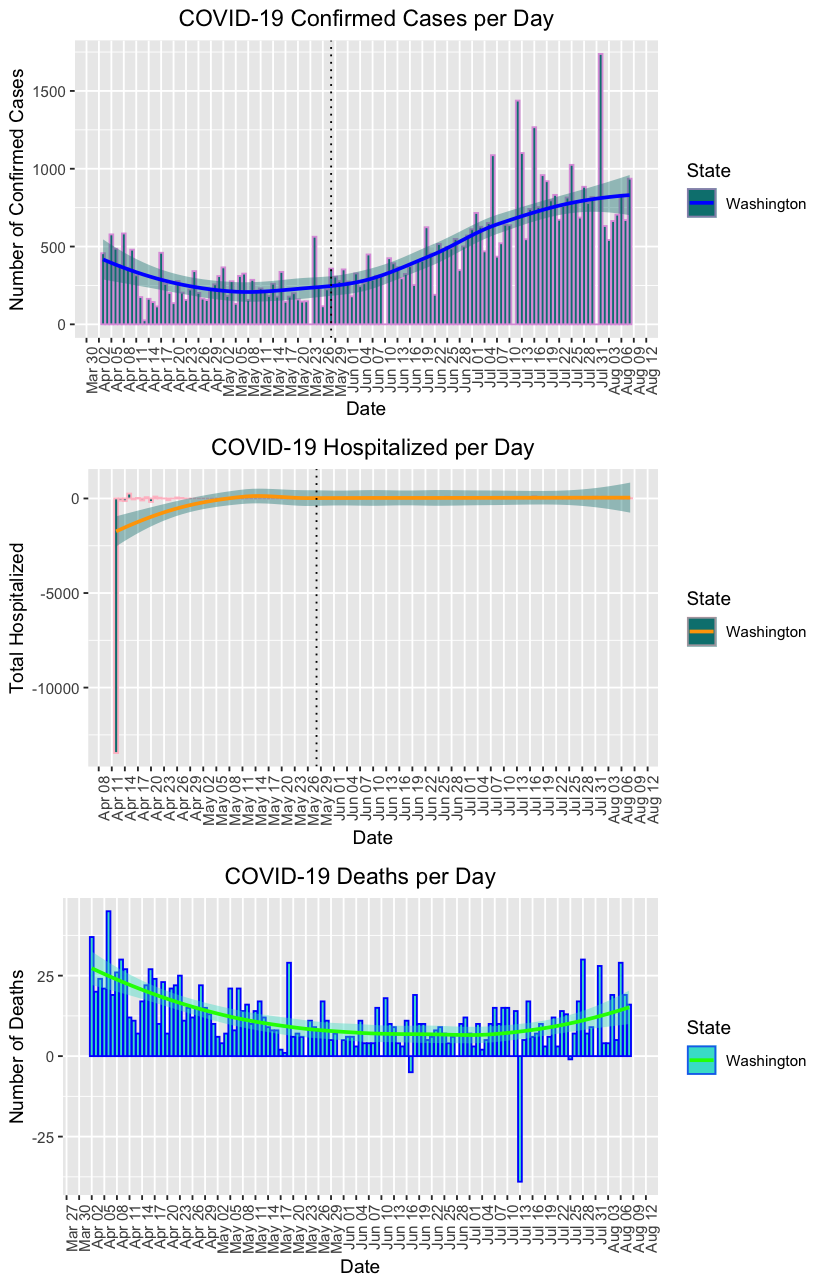 COVID-19 Confirmed Cases per Day
Number of Confirmed Cases
1500
1000
500
0
Mar 30
Apr 02
Apr 05
Apr 08
Apr 11
Apr 14
Apr 17
Apr 20
Apr 23
Apr 26
Apr 29
May 02
May 05
May 08
May 11
May 14
May 17
May 20
May 23
May 26
May 29
Jun 01
Jun 04
Jun 07
Jun 10
Jun 13
Jun 16
Jun 19
Jun 22
Jun 25
Jun 28
Jul 01
Jul 04
Jul 07
Jul 10
Jul 13
Jul 16
Jul 19
Jul 22
Jul 25
Jul 28
Jul 31
Aug 03
Aug 06
Aug 09
Aug 12
Date
State
Washington
COVID-19 Hospitalized per Day
Total Hospitalized
0
-5000
-10000
Apr 08
Apr 11
Apr 14
Apr 17
Apr 20
Apr 23
Apr 26
Apr 29
May 02
May 05
May 08
May 11
May 14
May 17
May 20
May 23
May 26
May 29
Jun 01
Jun 04
Jun 07
Jun 10
Jun 13
Jun 16
Jun 19
Jun 22
Jun 25
Jun 28
Jul 01
Jul 04
Jul 07
Jul 10
Jul 13
Jul 16
Jul 19
Jul 22
Jul 25
Jul 28
Jul 31
Aug 03
Aug 06
Aug 09
Aug 12
Date
State
Washington
COVID-19 Deaths per Day
Number of Deaths
25
0
-25
Mar 27
Mar 30
Apr 02
Apr 05
Apr 08
Apr 11
Apr 14
Apr 17
Apr 20
Apr 23
Apr 26
Apr 29
May 02
May 05
May 08
May 11
May 14
May 17
May 20
May 23
May 26
May 29
Jun 01
Jun 04
Jun 07
Jun 10
Jun 13
Jun 16
Jun 19
Jun 22
Jun 25
Jun 28
Jul 01
Jul 04
Jul 07
Jul 10
Jul 13
Jul 16
Jul 19
Jul 22
Jul 25
Jul 28
Jul 31
Aug 03
Aug 06
Aug 09
Aug 12
Date
State
Washington